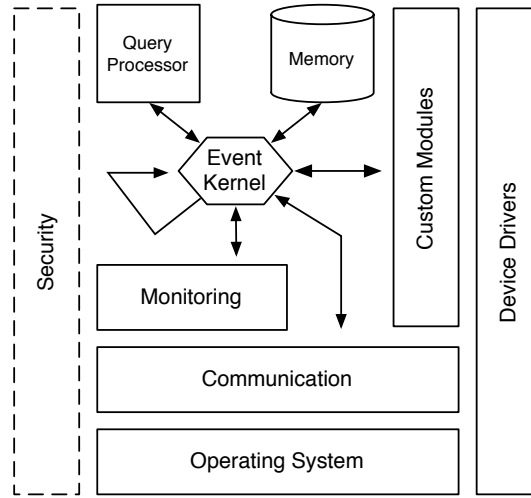 Query
Processor
Memory
Event
Kernel
Custom Modules
Security
Device Drivers
Monitoring
Communication
Operating System